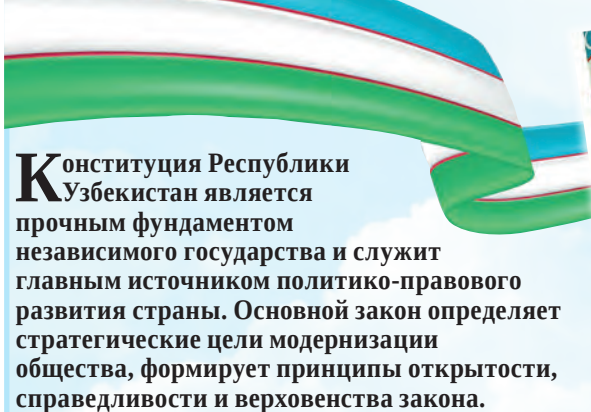 Конституция Республики
Узбекистан является
прочным фундаментом
независимого государства и служит
главным источником политико-правового
развития страны. Основной закон определяет
стратегические цели модернизации
общества, формирует принципы открытости,
справедливости и верховенства закона.